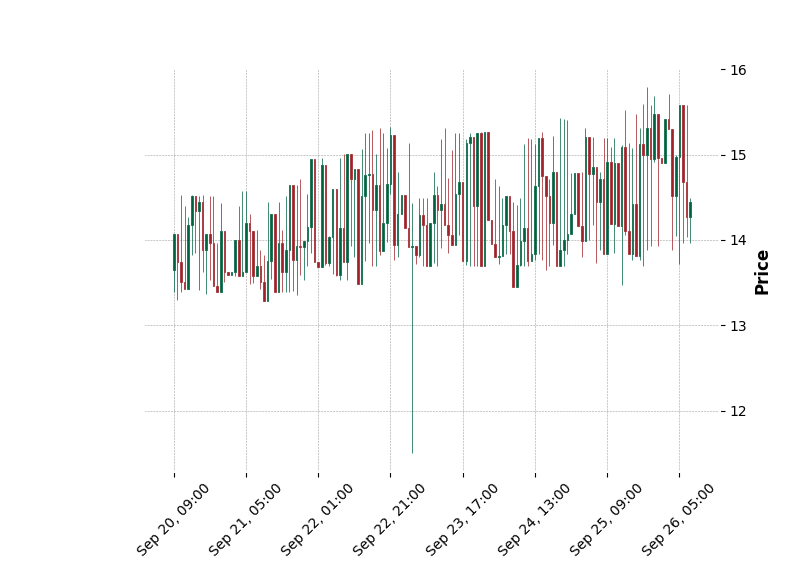 16
15
14
13
12
Price
Sep 20, 09:00
Sep 21, 05:00
Sep 22, 01:00
Sep 22, 21:00
Sep 23, 17:00
Sep 24, 13:00
Sep 25, 09:00
Sep 26, 05:00